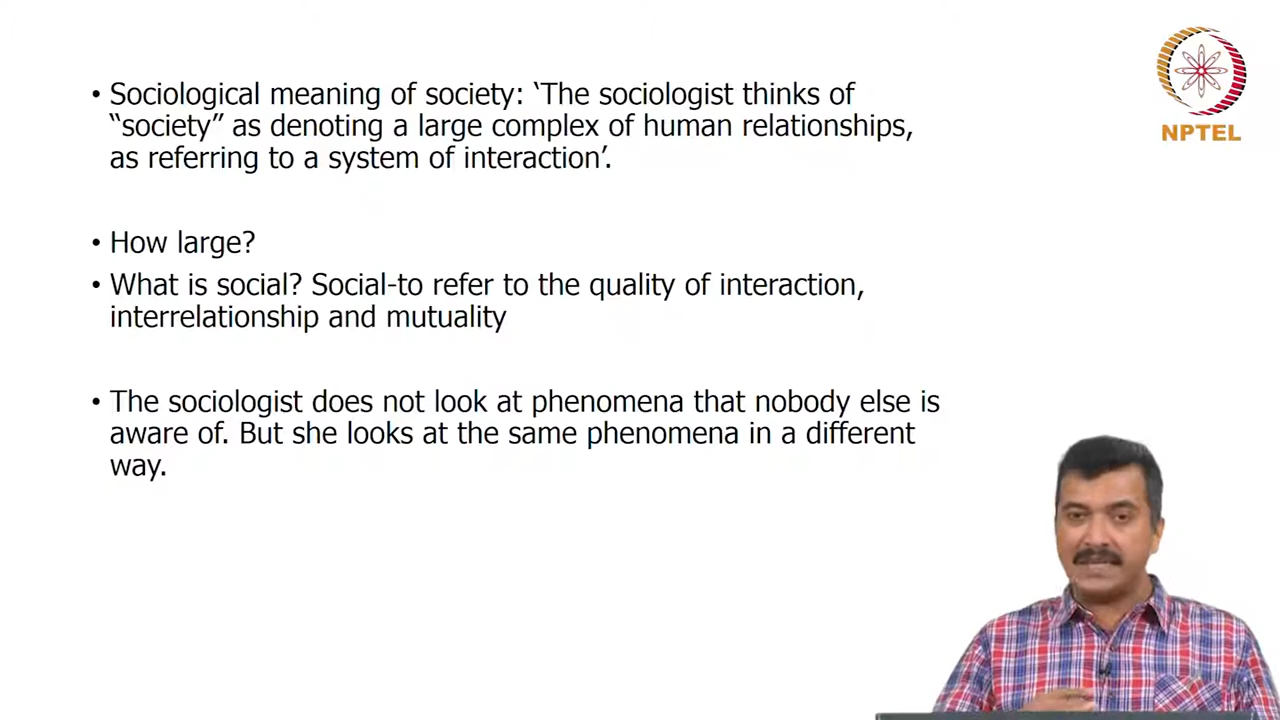 • Sociological meaning of society: ‘The sociologist thinks of
“society” as denoting a large complex of human relationships,
as referring to a system of interaction’.
• How large?
• What is social? Social-to refer to the quality of interaction,
interrelationship and mutuality
• The sociologist does not look at phenomena that nobody else is
aware of. But she looks at the same phenomena in a different
way.
NPTEL